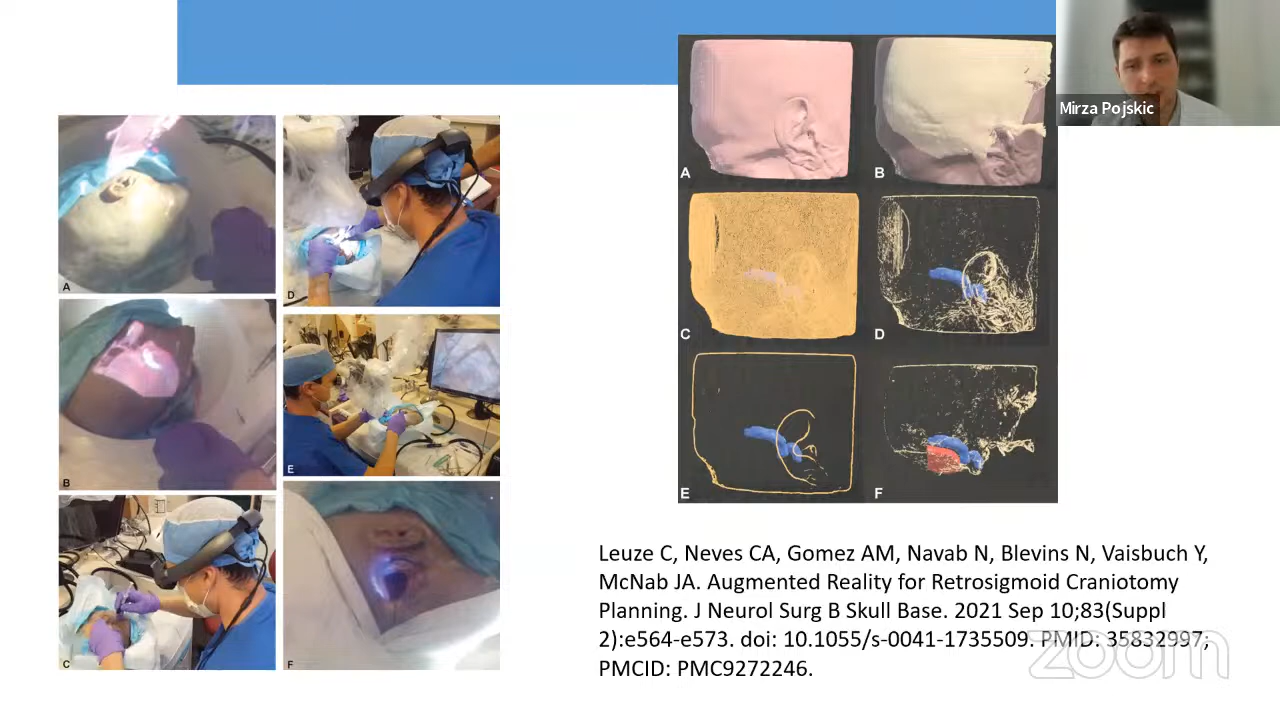 Mirza Pojskic
A
D
B
E
C
F
A
B
C
D
E
F
Leuze C, Neves CA, Gomez AM, Navab N, Blevins N, Vaisbuch Y,
McNab JA. Augmented Reality for Retrosigmoid Craniotomy
Planning. J Neurol Surg B Skull Base. 2021 Sep 10;83(Suppl
2):e564-e573. doi: 10.1055/s-0041-1735509. PMID: 35832997;
PMCID: PMC9272246.
zoom